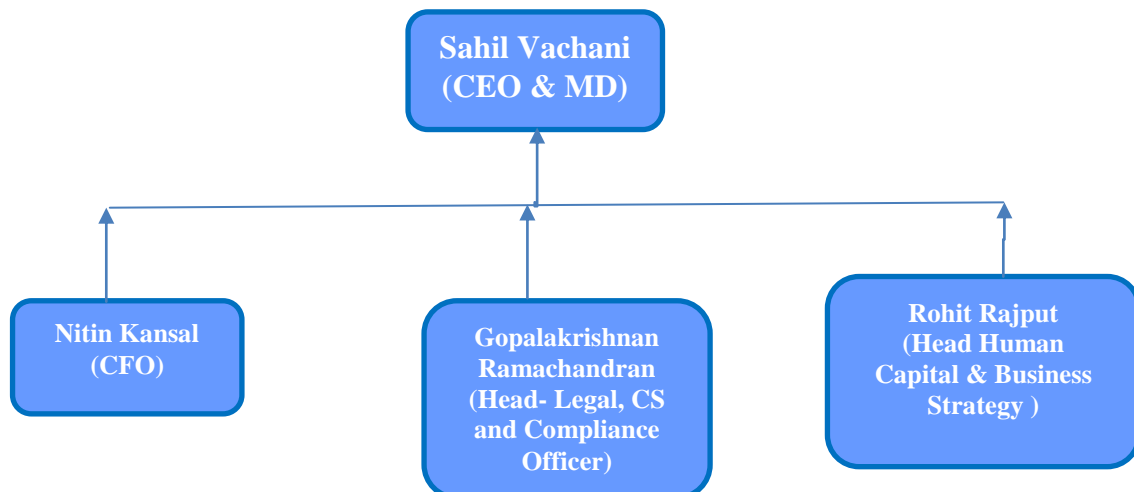 Sahil Vachani
(CEO & MD)
Nitin Kansal
(CFO)
Gopalakrishnan
Ramachandran
(Head- Legal, CS
and Compliance
Officer)
Rohit Rajput
(Head Human
Capital & Business
Strategy )